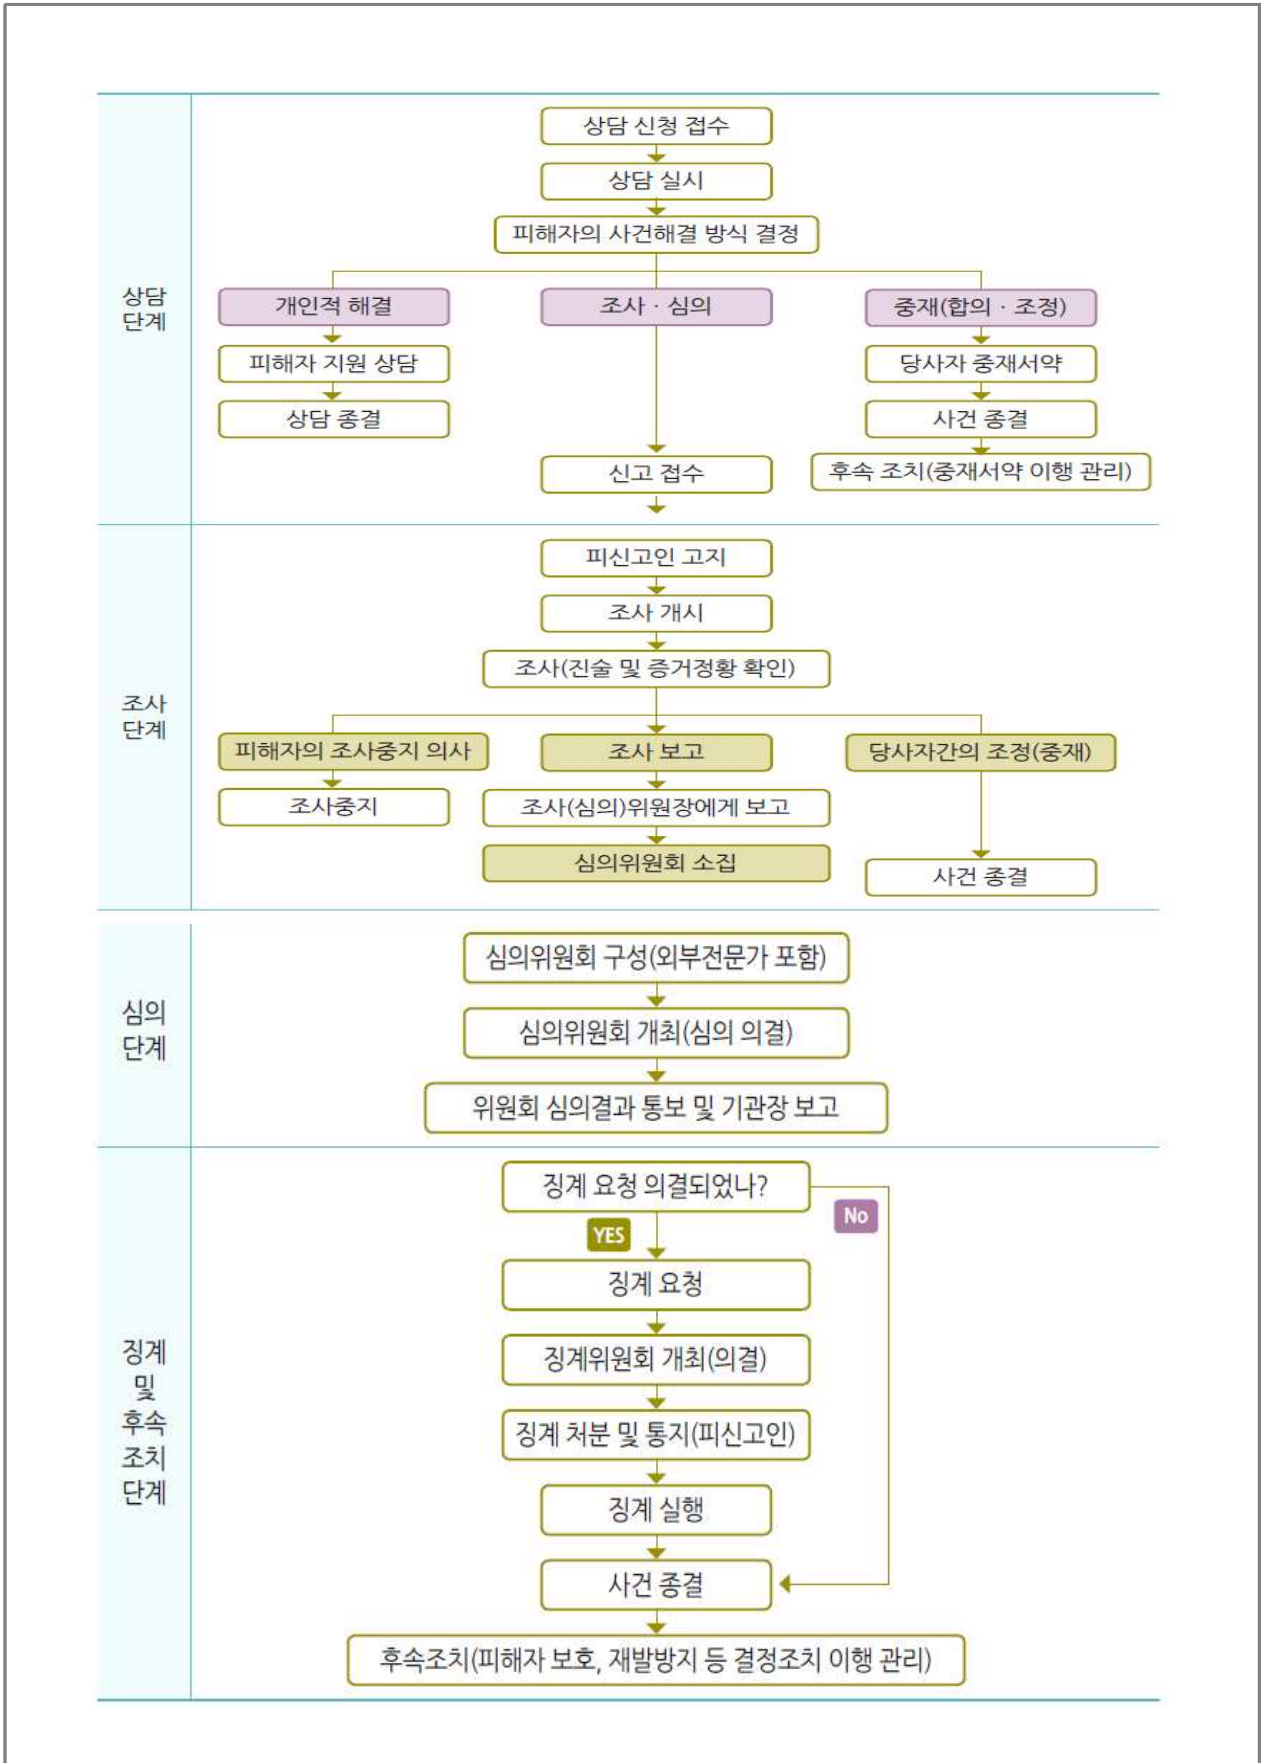 상담 신청 접수
상담 실시
피해자의 사건해결 방식 결정
상담
단계
개인적 해결
조사 · 심의
중재(합의 · 조정)
피해자 지원 상담
당사자 중재서약
상담 종결
사건 종결
신고 접수
후속 조치(중재서약 이행 관리)
피신고인 고지
조사 개시
조사(진술 및 증거정황 확인)
조사
단계
피해자의 조사중지 의사
조사 보고
당사자간의 조정(중재)
조사중지
조사(심의)위원장에게 보고
심의위원회 소집
사건 종결
심의위원회 구성(외부전문가 포함)
심의
단계
심의위원회 개최(심의 의결)
위원회 심의결과 통보 및 기관장 보고
징계 요청 의결되었나?
No
YES
징계 요청
징계
및
후속
조치
단계
징계위원회 개최(의결)
징계 처분 및 통지(피신고인)
징계 실행
사건 종결
후속조치(피해자 보호, 재발방지 등 결정조치 이행 관리)